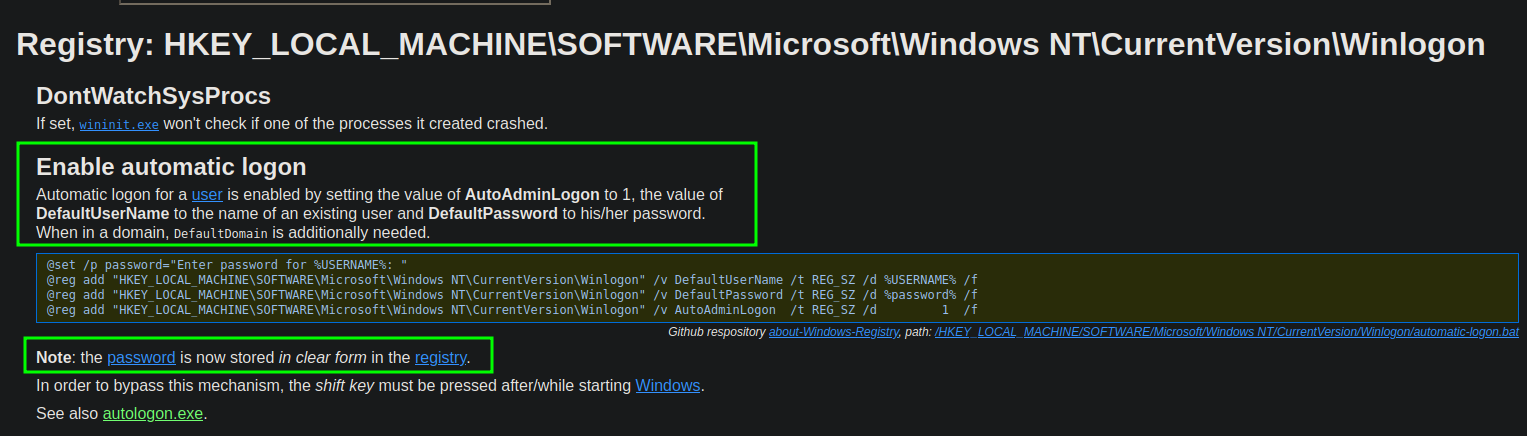 Registry: HKEY_LOCAL_MACHINE\SOFTWARE\Microsoft\Windows NT\CurrentVersion\Winlogon
DontWatchSysProcs
If set, wininit.exe won't check if one of the processes it created crashed.
Enable automatic logon
Automatic logon for a user is enabled by setting the value of AutoAdminLogon to 1, the value of
DefaultUserName to the name of an existing user and DefaultPassword to his/her password.
When in a domain, DefaultDomain is additionally needed.
@set /p password="Enter password for %USERNAME%: "
@reg add "HKEY_LOCAL_MACHINE\SOFTWARE\Microsoft\Windows NT\CurrentVersion\Winlogon" /v DefaultUserName /t REG_SZ /d %USERNAME% /f
@reg add "HKEY_LOCAL_MACHINE\SOFTWARE\Microsoft\Windows NT\CurrentVersion\Winlogon" /v DefaultPassword /t REG_SZ /d %password% /f
@reg add "HKEY_LOCAL_MACHINE\SOFTWARE\Microsoft\Windows NT\CurrentVersion\Winlogon" /v AutoAdminLogon  /t REG_SZ /d         1  /f
Github respository about-Windows-Registry, path: /HKEY_LOCAL_MACHINE/SOFTWARE/Microsoft/Windows NT/CurrentVersion/Winlogon/automatic-logon.bat
Note: the password is now stored in clear form in the registry.
In order to bypass this mechanism, the shift key must be pressed after/while starting Windows.
See also autologon.exe.